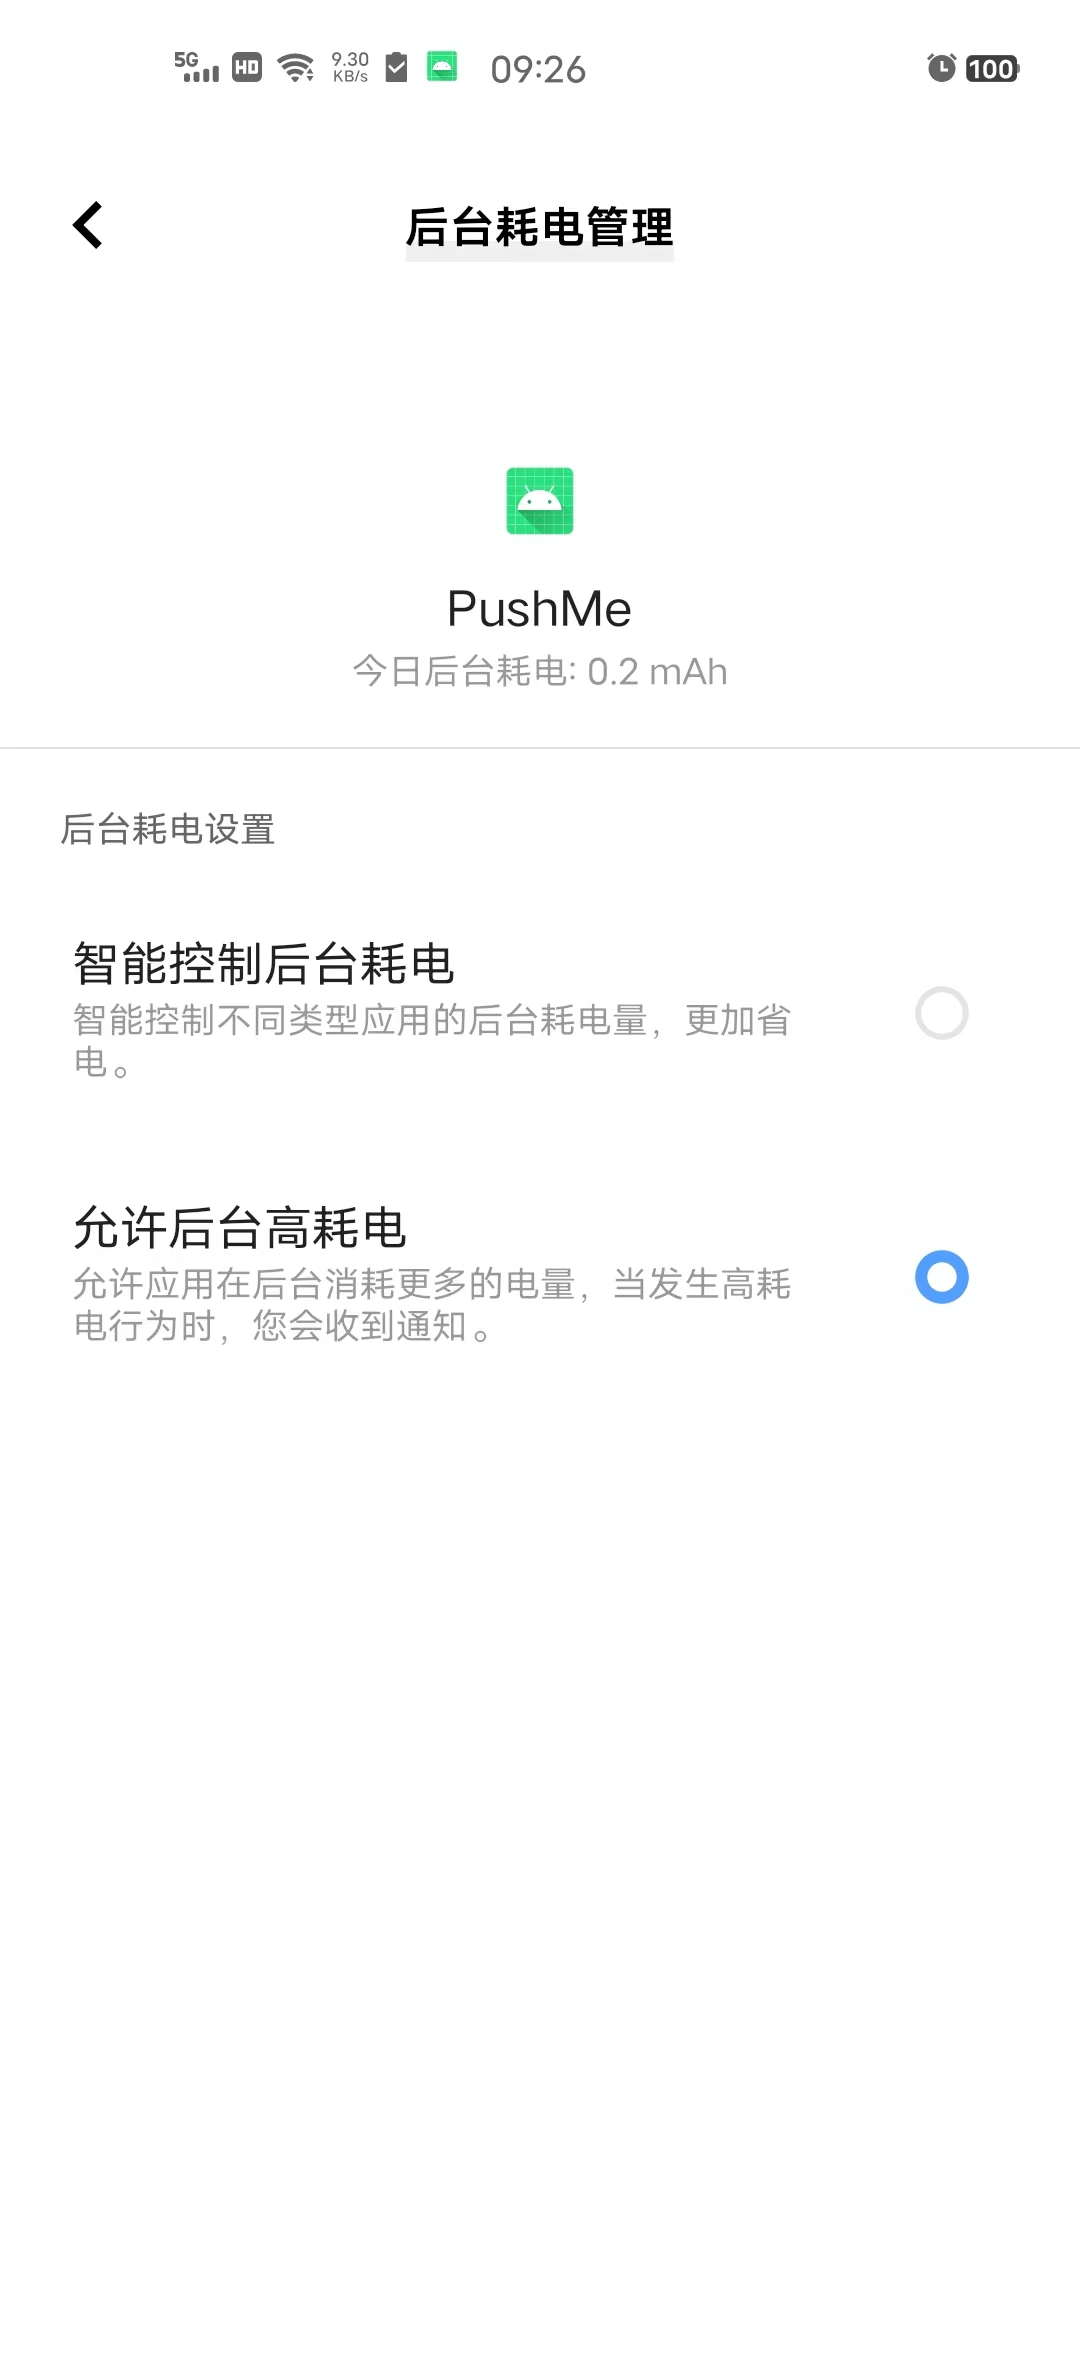 5G HD 9.30 KB/s 09:26 100
后台耗电管理
PushMe
今日后台耗电: 0.2 mAh
后台耗电设置
智能控制后台耗电
智能控制不同类型应用的后台耗电量，更加省
电。
允许后台高耗电
允许应用在后台消耗更多的电量，当发生高耗
电行为时，您会收到通知。